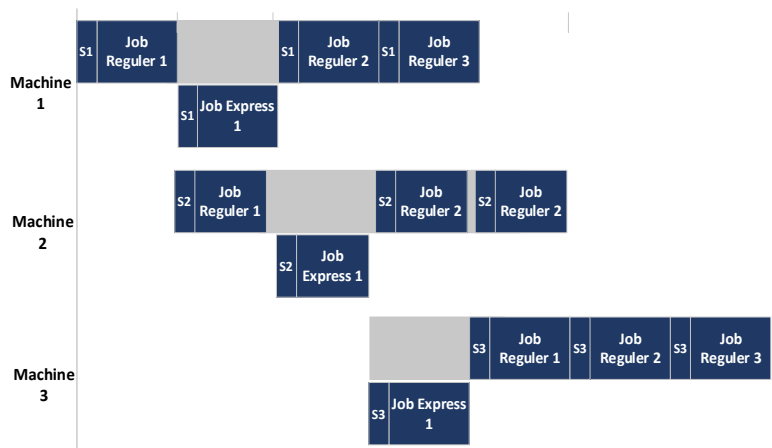 S1
Job
Reguler 1
S1
Job
Reguler 2
S1
Job
Reguler 3
Machine
1
S1
Job Express
1
S2
Job
Reguler 1
S2
Job
Reguler 2
S2
Job
Reguler 2
Machine
2
S2
Job
Express 1
S3
Job
Reguler 1
S3
Job
Reguler 2
S3
Job
Reguler 3
Machine
3
S3
Job Express
1